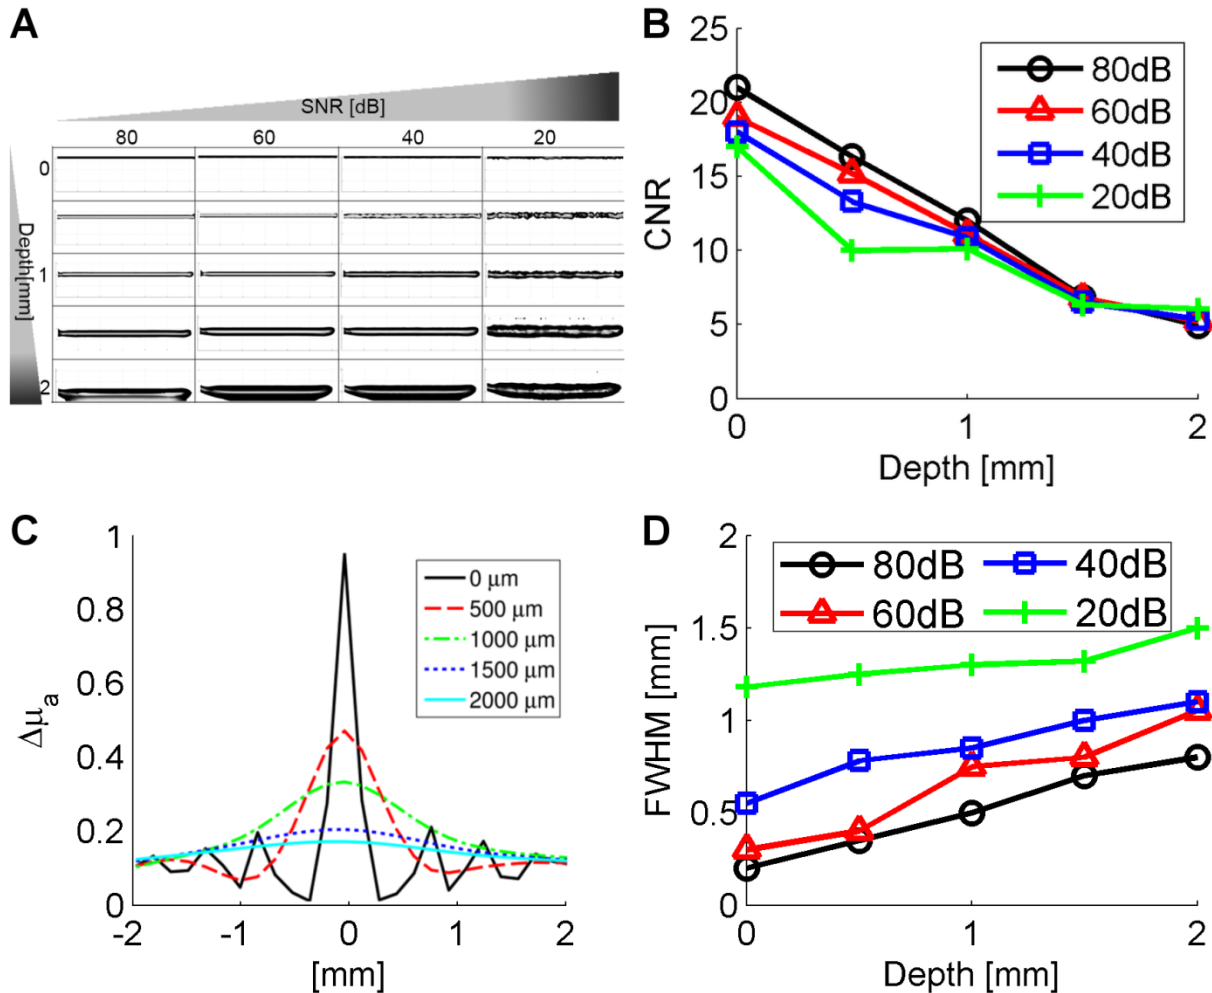 A
SNR [dB]
80 60 40 20
0
Depth[mm]
1
2
B
25
20
15
10
5
0
CNR
80dB
60dB
40dB
20dB
0 1 2
Depth [mm]
C
1
0.8
0.6
0.4
0.2
0
Δμa
0 μm
500 μm
1000 μm
1500 μm
2000 μm
-2 -1 0 1 2
[mm]
D
2
1.5
1
0.5
0
FWHM [mm]
80dB 40dB
60dB 20dB
0 1 2
Depth [mm]